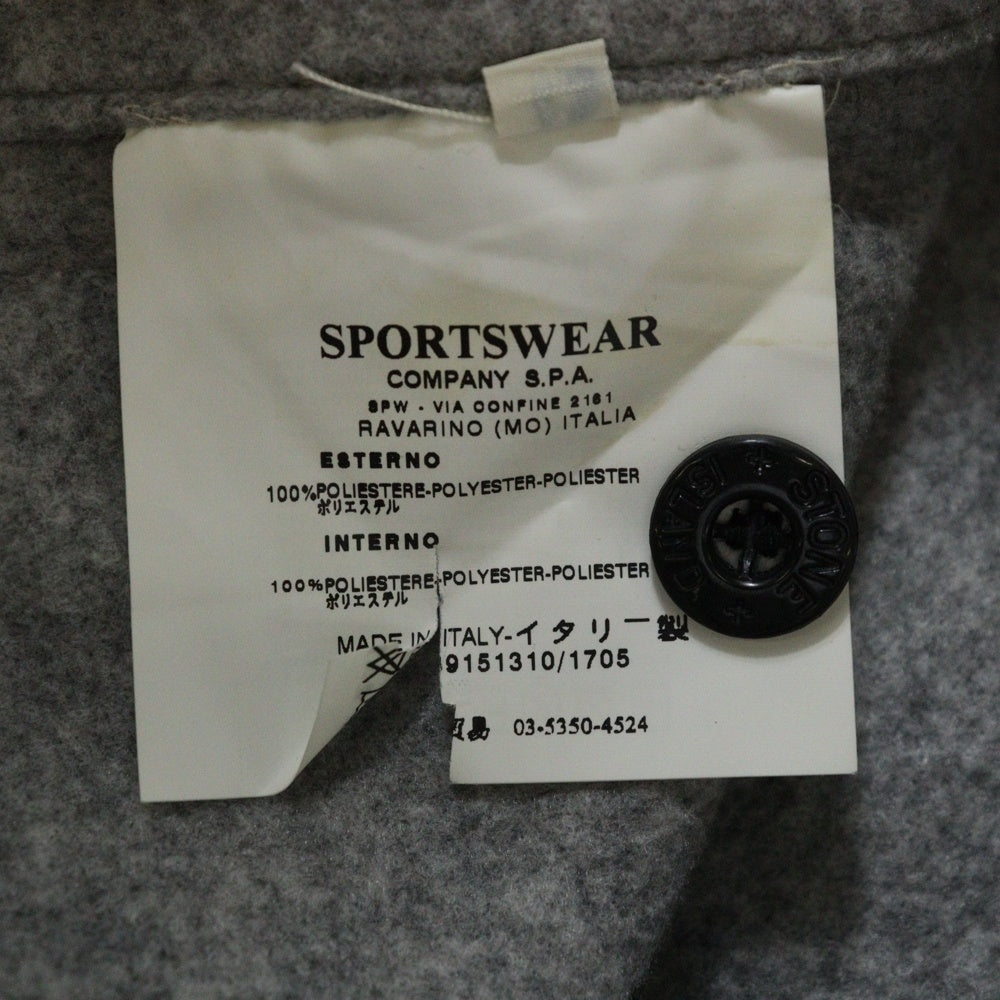 SPORTSWEAR
COMPANY S.P.A.
SPW - VIA CONFINE 2161
RAVARINO (MO) ITALIA
ESTERNO
100%POLIESTERE-POLYESTER-POLIESTER
ポリエステル
INTERNO
100%POLIESTERE-POLYESTER-POLIESTER
ポリエステル
MADE IN ITALY-イタリー製
9151310/1705
貿易 03-5350-4524
STONE ISLAND